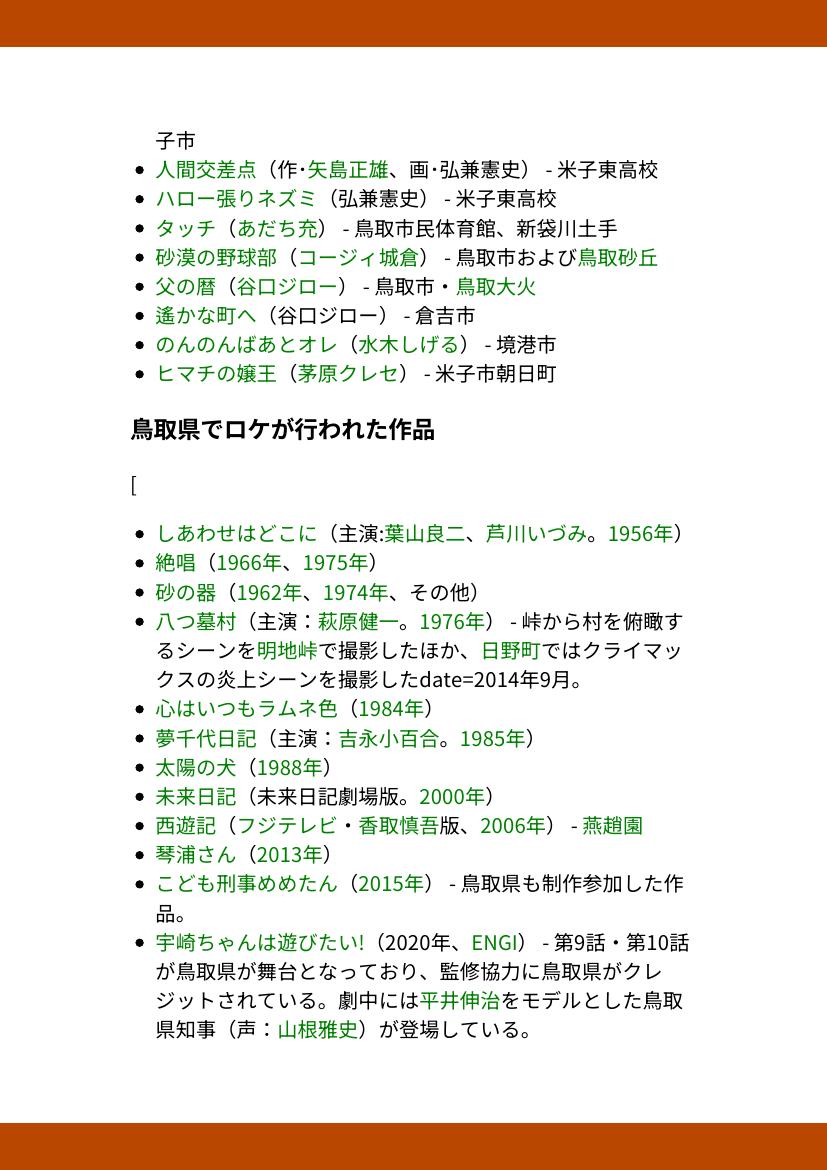 子市
人間交差点（作･矢島正雄、画･弘兼憲史） - 米子東高校
ハロー張りネズミ（弘兼憲史） - 米子東高校
タッチ（あだち充） - 鳥取市民体育館、新袋川土手
砂漠の野球部（コージィ城倉） - 鳥取市および鳥取砂丘
父の暦（谷口ジロー） - 鳥取市・鳥取大火
遙かな町へ（谷口ジロー） - 倉吉市
のんのんばあとオレ（水木しげる） - 境港市
ヒマチの嬢王（茅原クレセ） - 米子市朝日町
鳥取県でロケが行われた作品
[
しあわせはどこに（主演:葉山良二、芦川いづみ。1956年）
絶唱（1966年、1975年）
砂の器（1962年、1974年、その他）
八つ墓村（主演：萩原健一。1976年） - 峠から村を俯瞰す
るシーンを明地峠で撮影したほか、日野町ではクライマッ
クスの炎上シーンを撮影したdate=2014年9月。
心はいつもラムネ色（1984年）
夢千代日記（主演：吉永小百合。1985年）
太陽の犬（1988年）
未来日記（未来日記劇場版。2000年）
西遊記（フジテレビ・香取慎吾版、2006年） - 燕趙園
琴浦さん（2013年）
こども刑事めめたん（2015年） - 鳥取県も制作参加した作
品。
宇崎ちゃんは遊びたい!（2020年、ENGI） - 第9話・第10話
が鳥取県が舞台となっており、監修協力に鳥取県がクレ
ジットされている。劇中には平井伸治をモデルとした鳥取
県知事（声：山根雅史）が登場している。